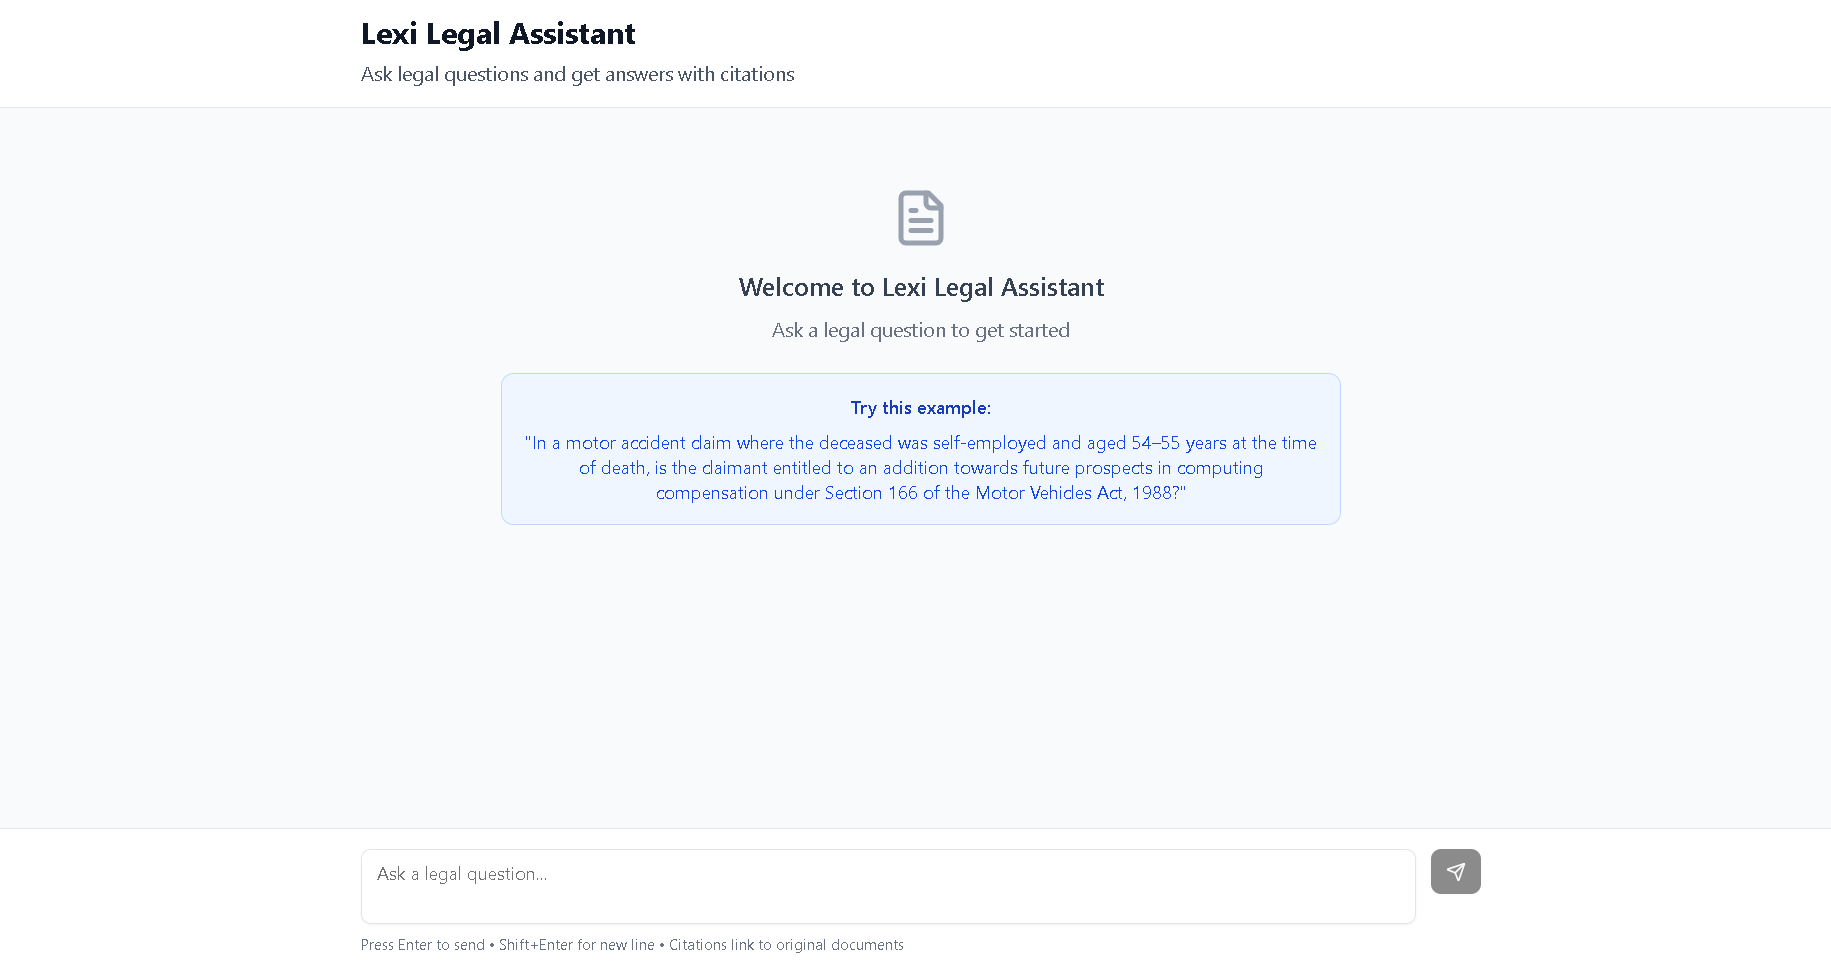 Lexi Legal Assistant
Ask legal questions and get answers with citations
Welcome to Lexi Legal Assistant
Ask a legal question to get started
Try this example:
"In a motor accident claim where the deceased was self-employed and aged 54–55 years at the time
of death, is the claimant entitled to an addition towards future prospects in computing
compensation under Section 166 of the Motor Vehicles Act, 1988?"
Ask a legal question...
Press Enter to send • Shift+Enter for new line • Citations link to original documents